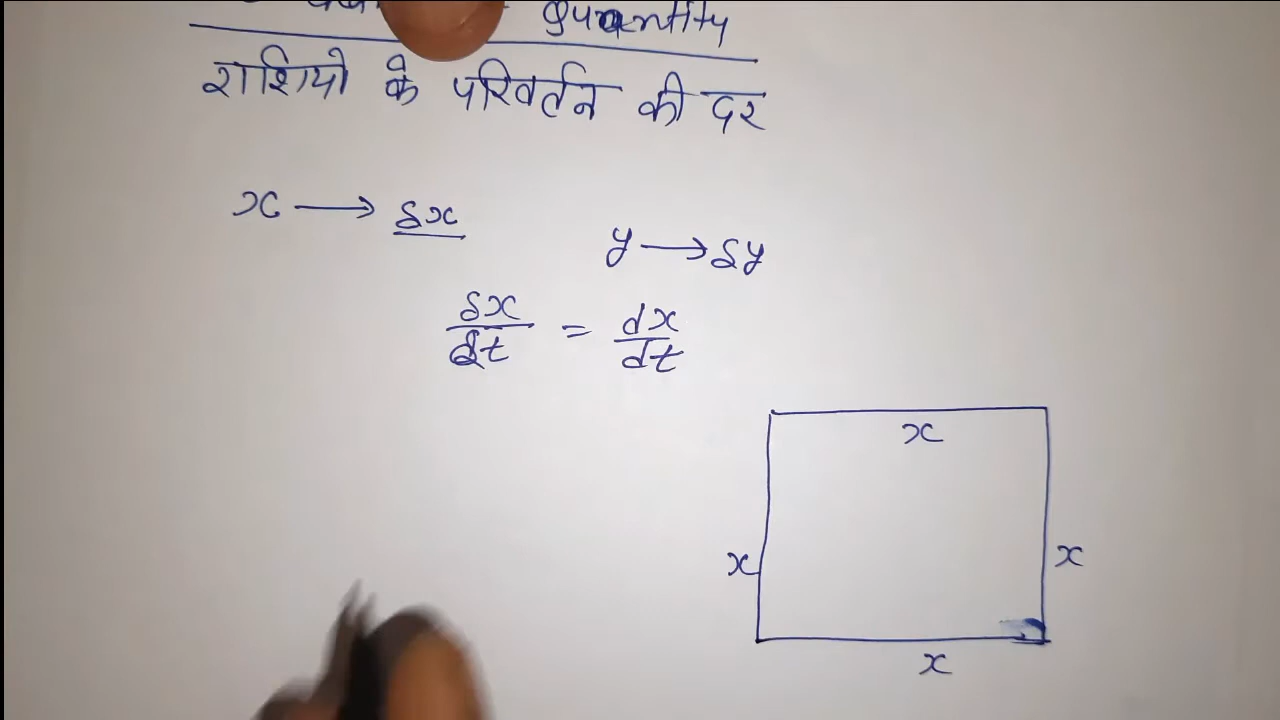 Quantity
राशियो के परिवर्तन की दर
x → δx
y → δy
δx/δt = dx/dt
x
x
x
x